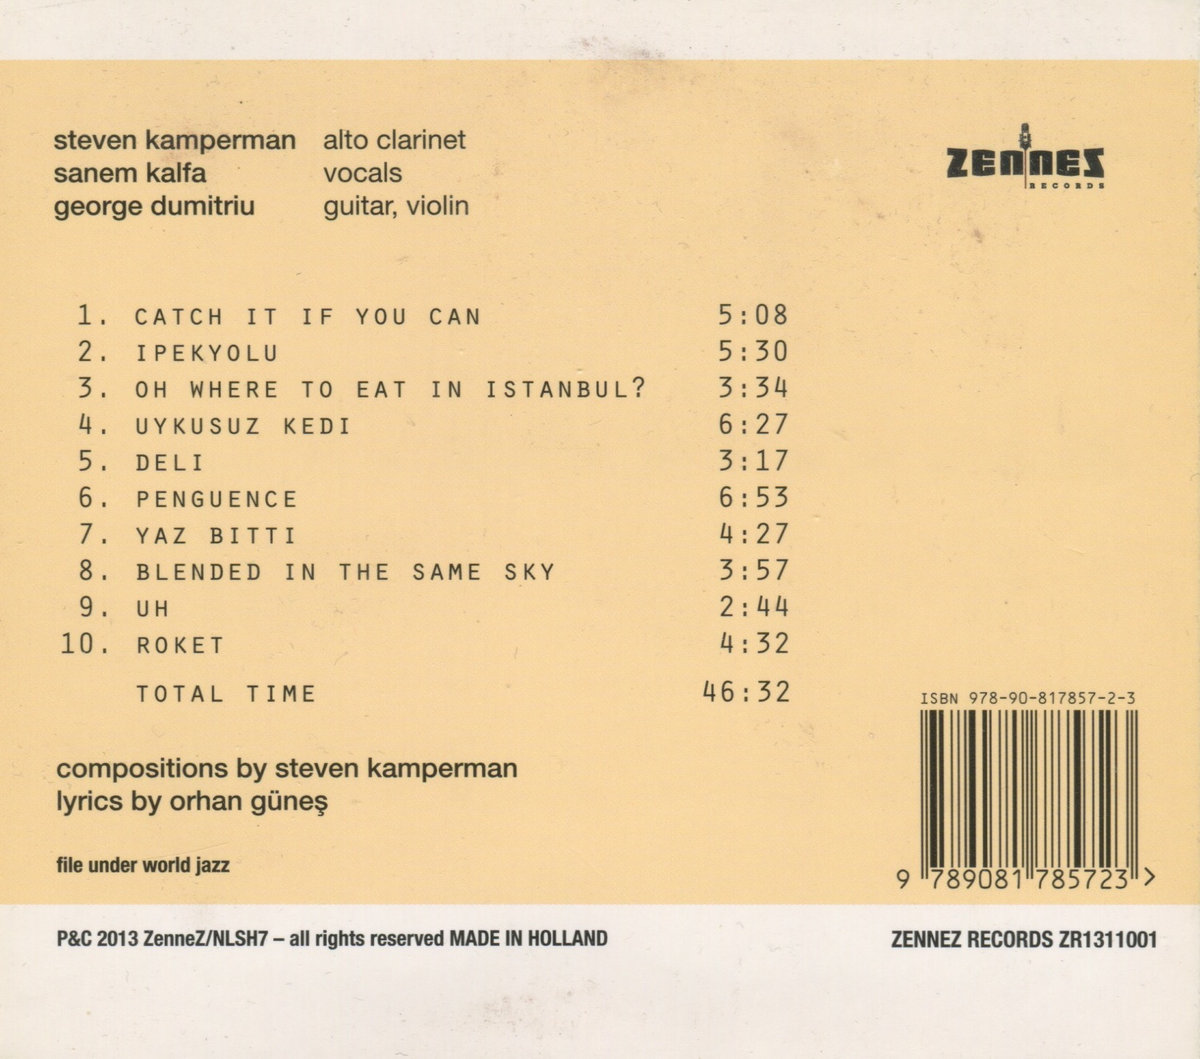 steven kamperman alto clarinet
sanem kalfa vocals
george dumitriu guitar, violin
ZENNEZ
RECORDS
1. CATCH IT IF YOU CAN 5:08
2. IPEKYOLU 5:30
3. OH WHERE TO EAT IN ISTANBUL? 3:34
4. UYKUSUZ KEDI 6:27
5. DELI 3:17
6. PENGUENCE 6:53
7. YAZ BITTI 4:27
8. BLENDED IN THE SAME SKY 3:57
9. UH 2:44
10. ROKET 4:32
TOTAL TIME 46:32
compositions by steven kamperman
lyrics by orhan güneş
file under world jazz
ISBN 978-90-817857-2-3
9 789081 785723 >
P&C 2013 ZenneZ/NLSH7 – all rights reserved MADE IN HOLLAND
ZENNEZ RECORDS ZR1311001